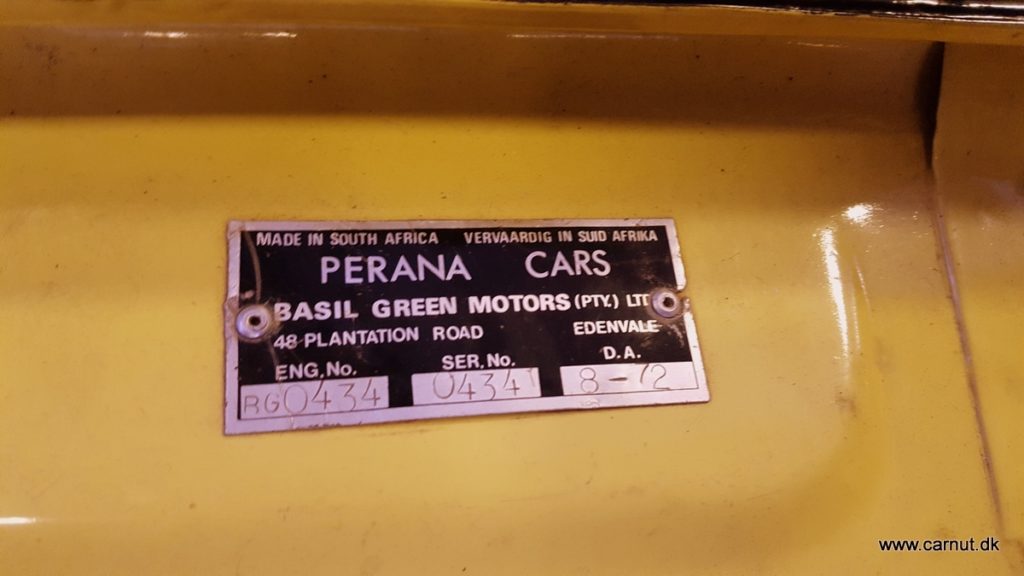 MADE IN SOUTH AFRICA VERVAARDIG IN SUID AFRIKA
PERANA CARS
BASIL GREEN MOTORS (PTY.) LTD
48 PLANTATION ROAD EDENVALE
ENG. No. SER. No. D.A.
BG0434 0434 8-72
www.carnut.dk